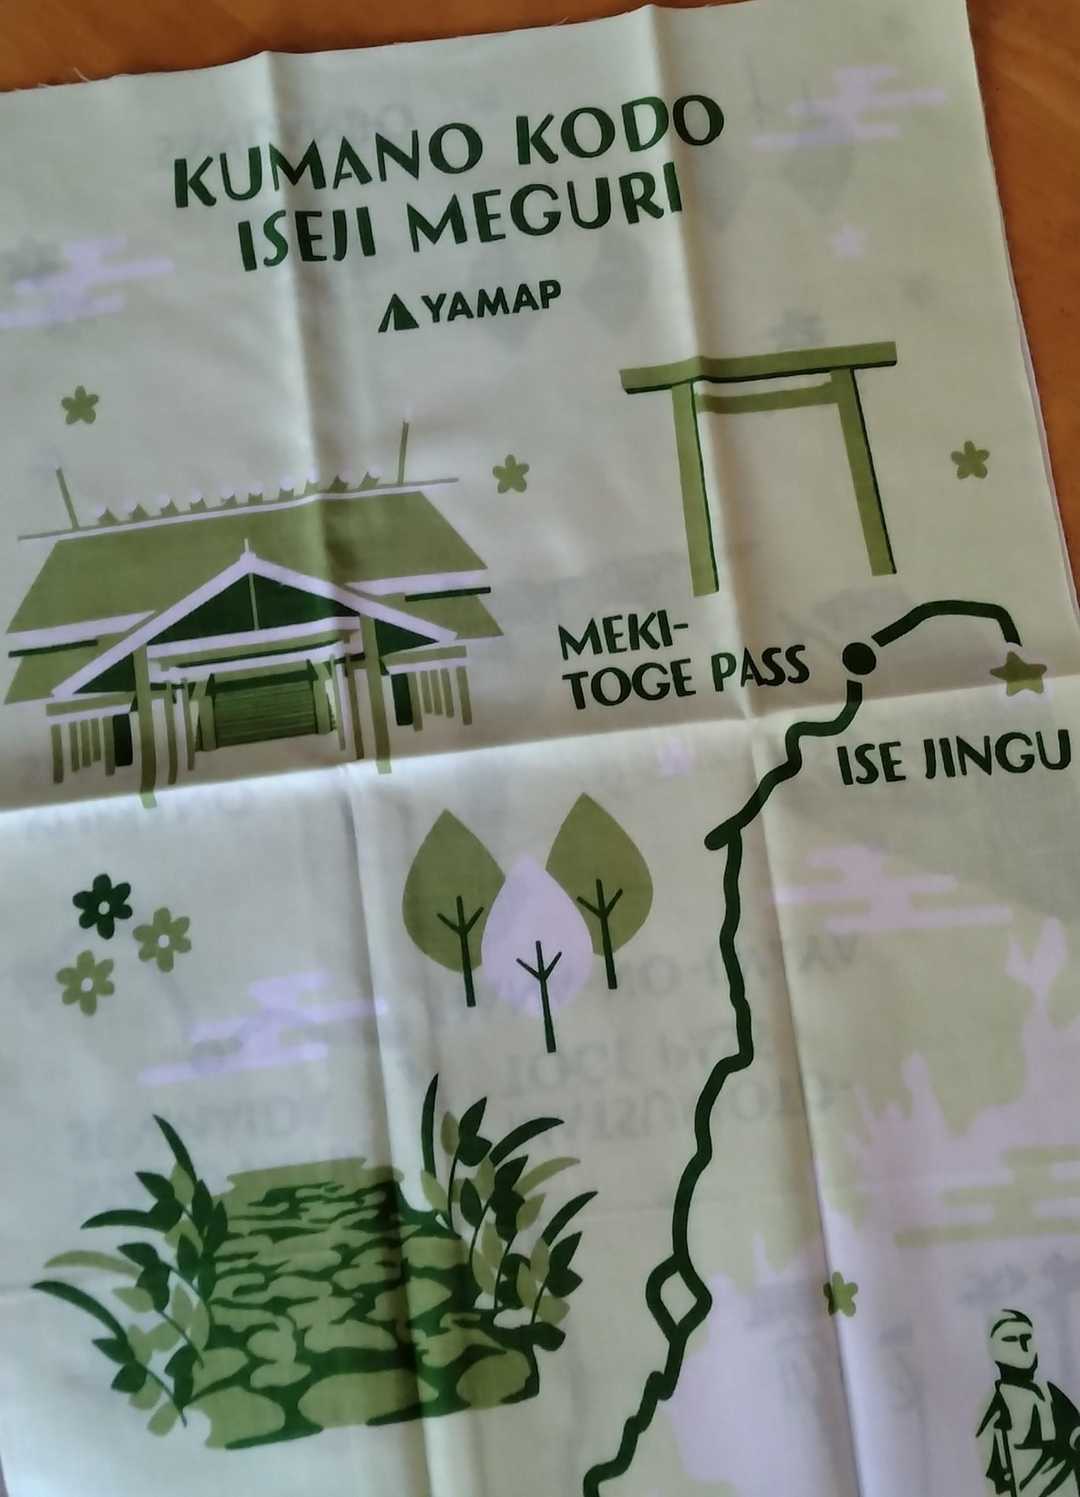 KUMANO KODO
ISEJI MEGURI
YAMAP
MEKI-
TOGE PASS
ISE JINGU